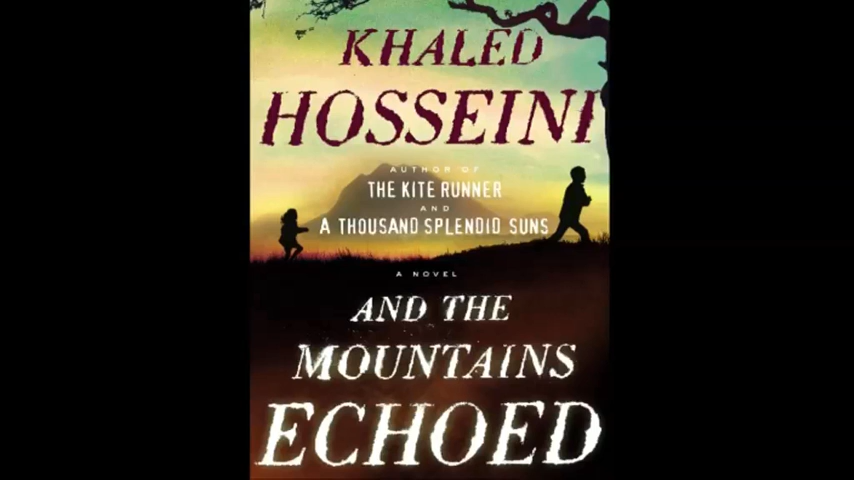 KHALED
HOSSEINI
AUTHOR OF
THE KITE RUNNER
AND
A THOUSAND SPLENDID SUNS
A NOVEL
AND THE
MOUNTAINS
ECHOED